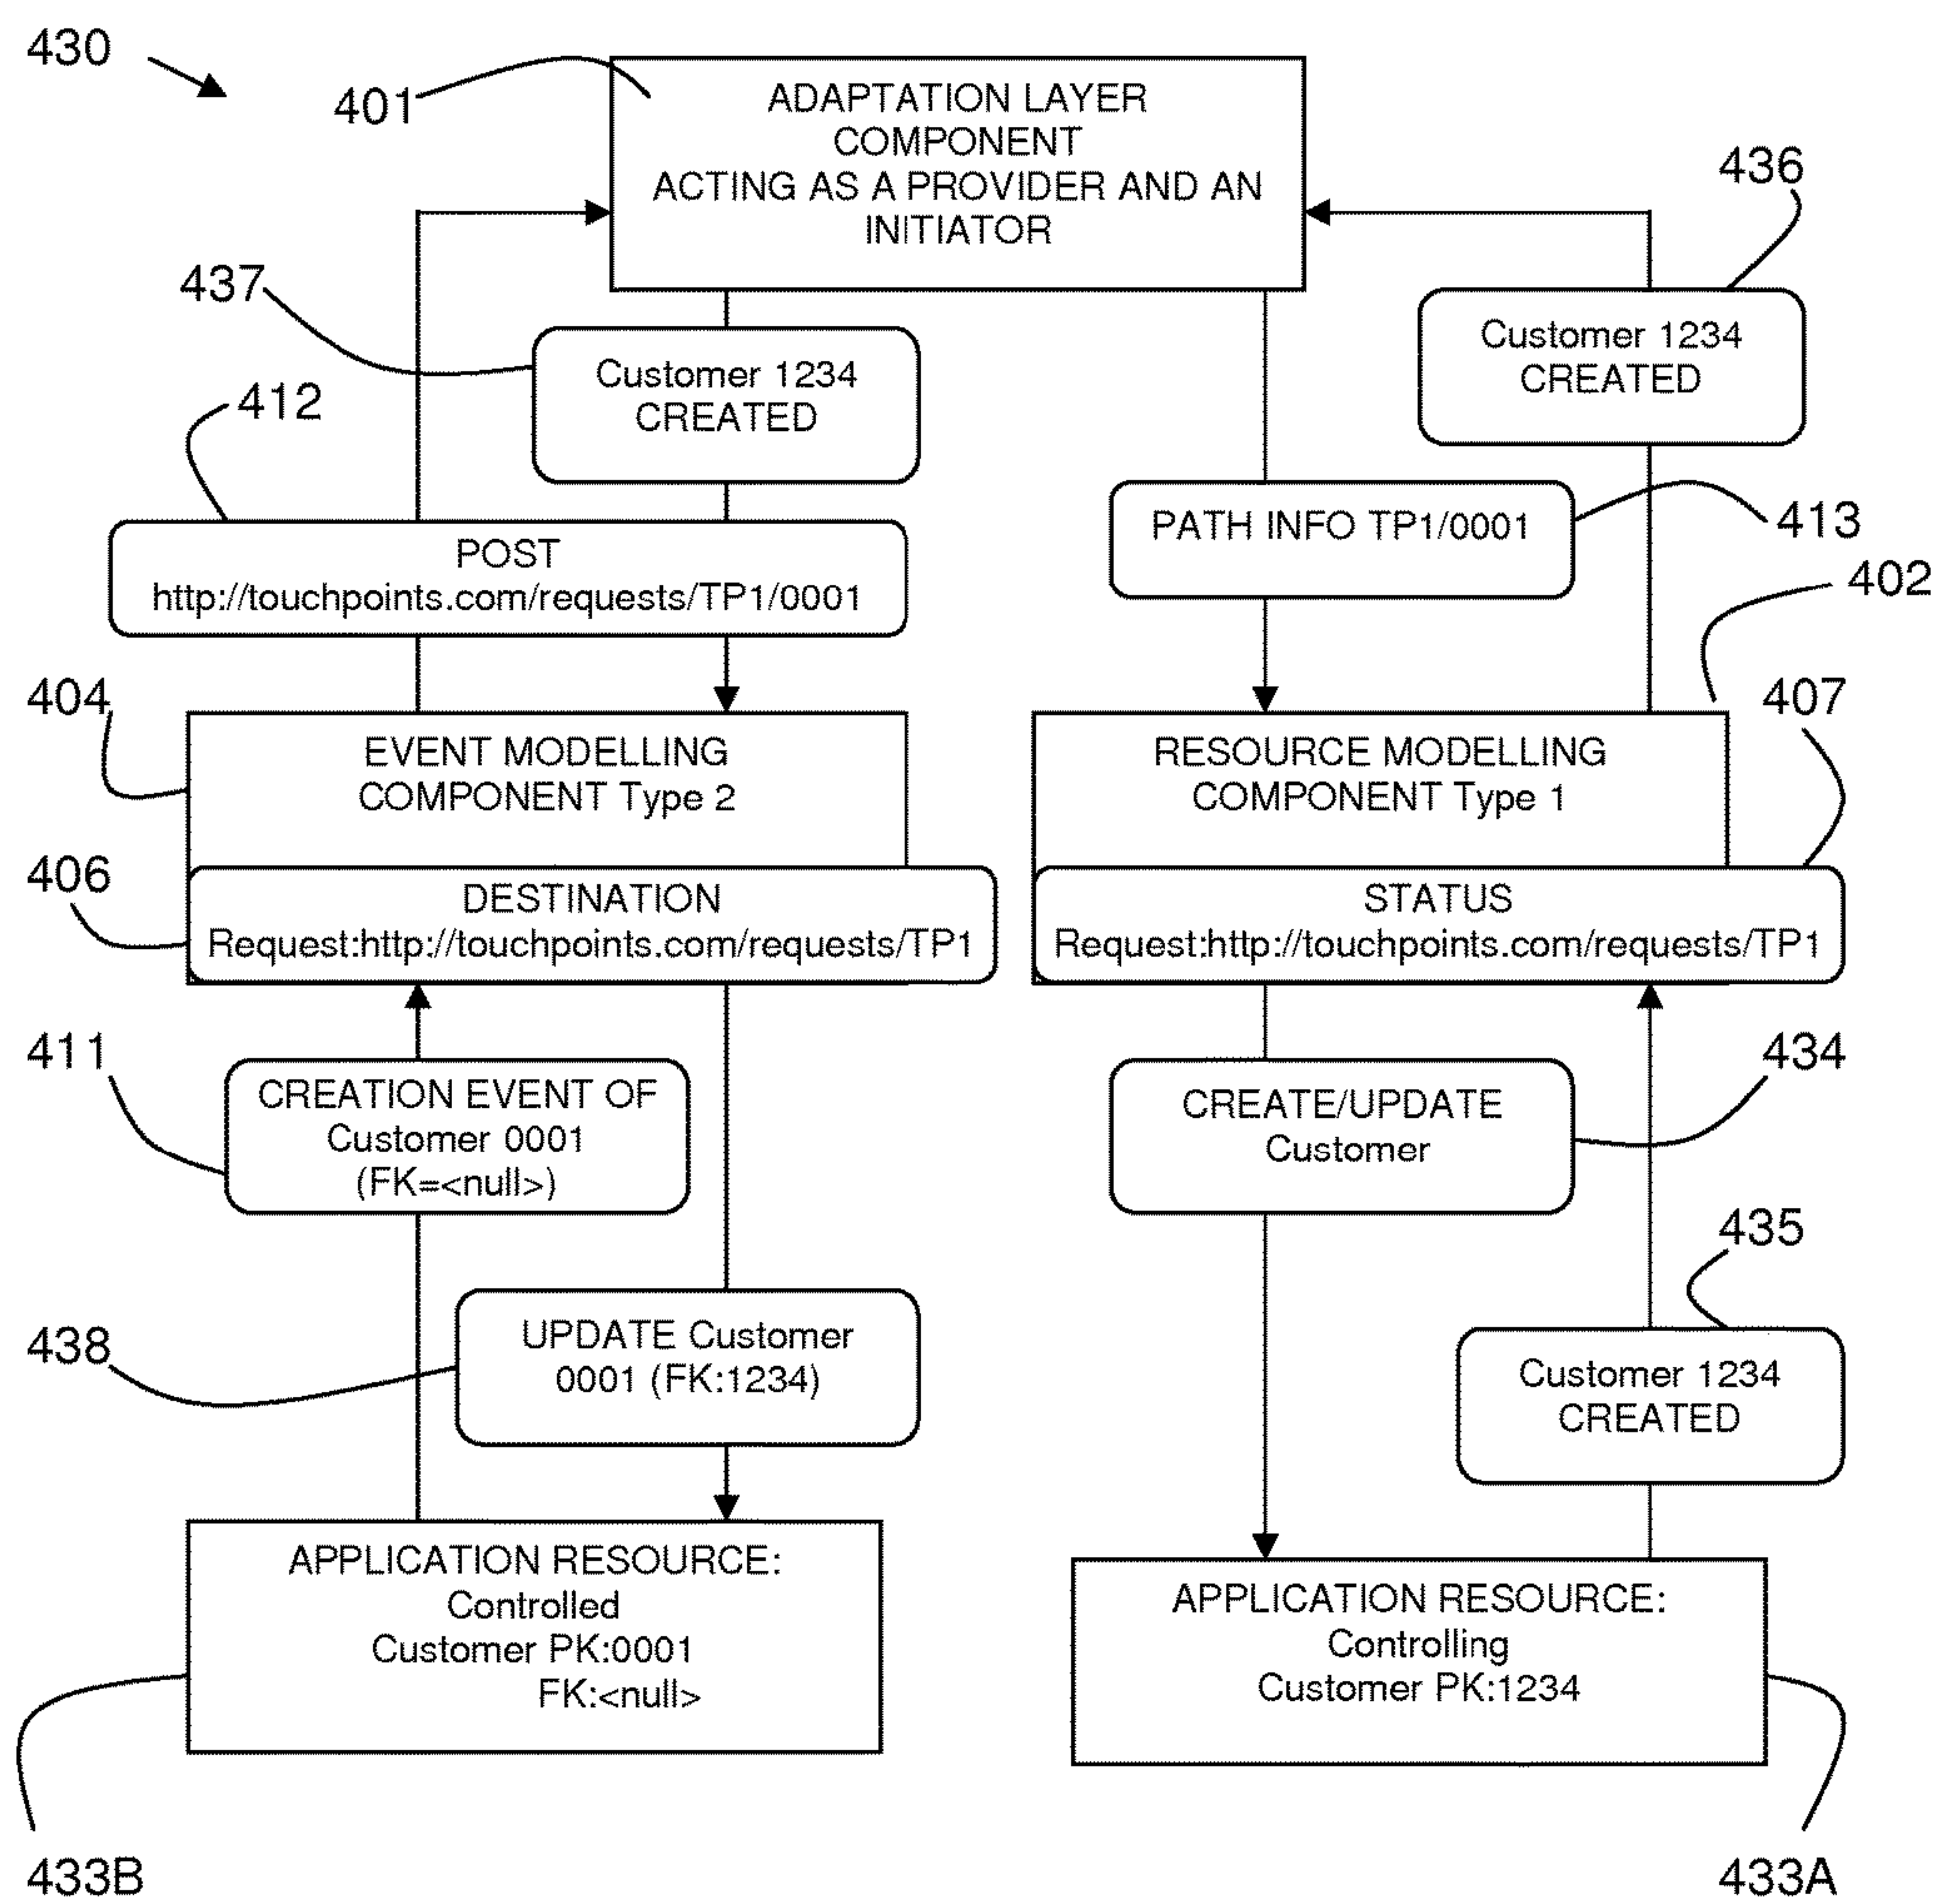 430
401
ADAPTATION LAYER
COMPONENT
ACTING AS A PROVIDER AND AN
INITIATOR
436
437
Customer 1234
CREATED
Customer 1234
CREATED
412
POST
http://touchpoints.com/requests/TP1/0001
PATH INFO TP1/0001
413
402
404
EVENT MODELLING
COMPONENT Type 2
RESOURCE MODELLING
COMPONENT Type 1
407
406
DESTINATION
Request:http://touchpoints.com/requests/TP1
STATUS
Request:http://touchpoints.com/requests/TP1
411
CREATION EVENT OF
Customer 0001
(FK=<null>)
CREATE/UPDATE
Customer
434
435
438
UPDATE Customer
0001 (FK:1234)
Customer 1234
CREATED
APPLICATION RESOURCE:
Controlled
Customer PK:0001
FK:<null>
APPLICATION RESOURCE:
Controlling
Customer PK:1234
433B
433A